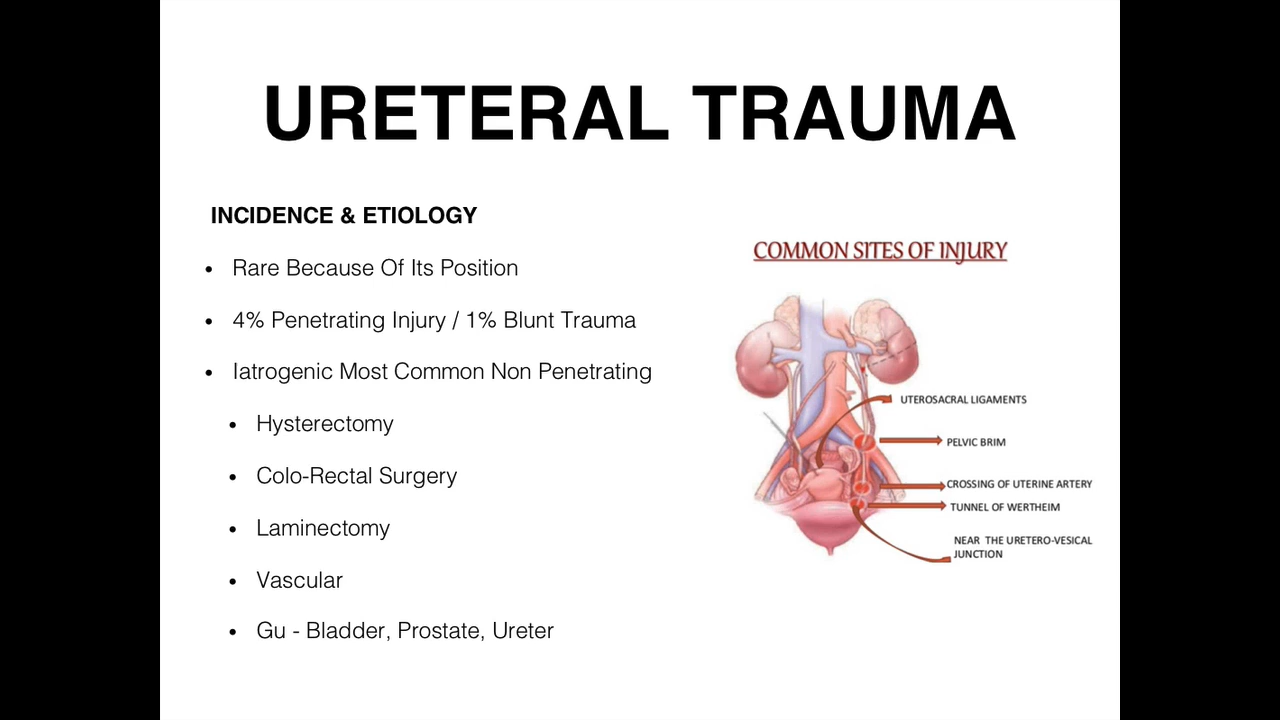 URETERAL TRAUMA
INCIDENCE & ETIOLOGY
• Rare Because Of Its Position
• 4% Penetrating Injury / 1% Blunt Trauma
• Iatrogenic Most Common Non Penetrating
• Hysterectomy
• Colo-Rectal Surgery
• Laminectomy
• Vascular
• Gu - Bladder, Prostate, Ureter
COMMON SITES OF INJURY
UTEROSACRAL LIGAMENTS
PELVIC BRIM
CROSSING OF UTERINE ARTERY
TUNNEL OF WERTHEIM
NEAR THE URETERO-VESICAL
JUNCTION